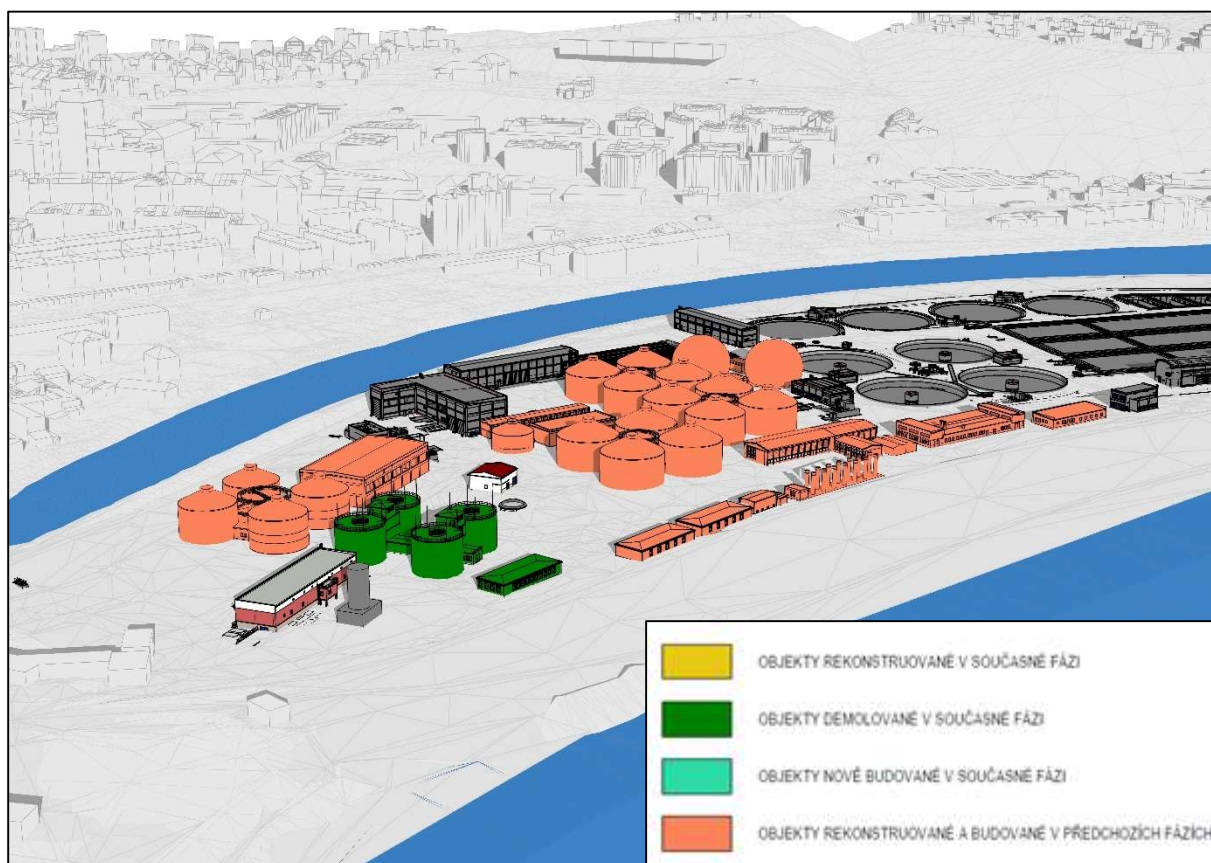 OBJEKTY REKONSTRUOVANÉ V SOUČASNÉ FÁZI
OBJEKTY DEMOLOVANÉ V SOUČASNÉ FÁZI
OBJEKTY NOVĚ BUDOVANÉ V SOUČASNÉ FÁZI
OBJEKTY REKONSTRUOVANÉ A BUDOVANÉ V PŘEDCHOZÍCH FÁZÍCH